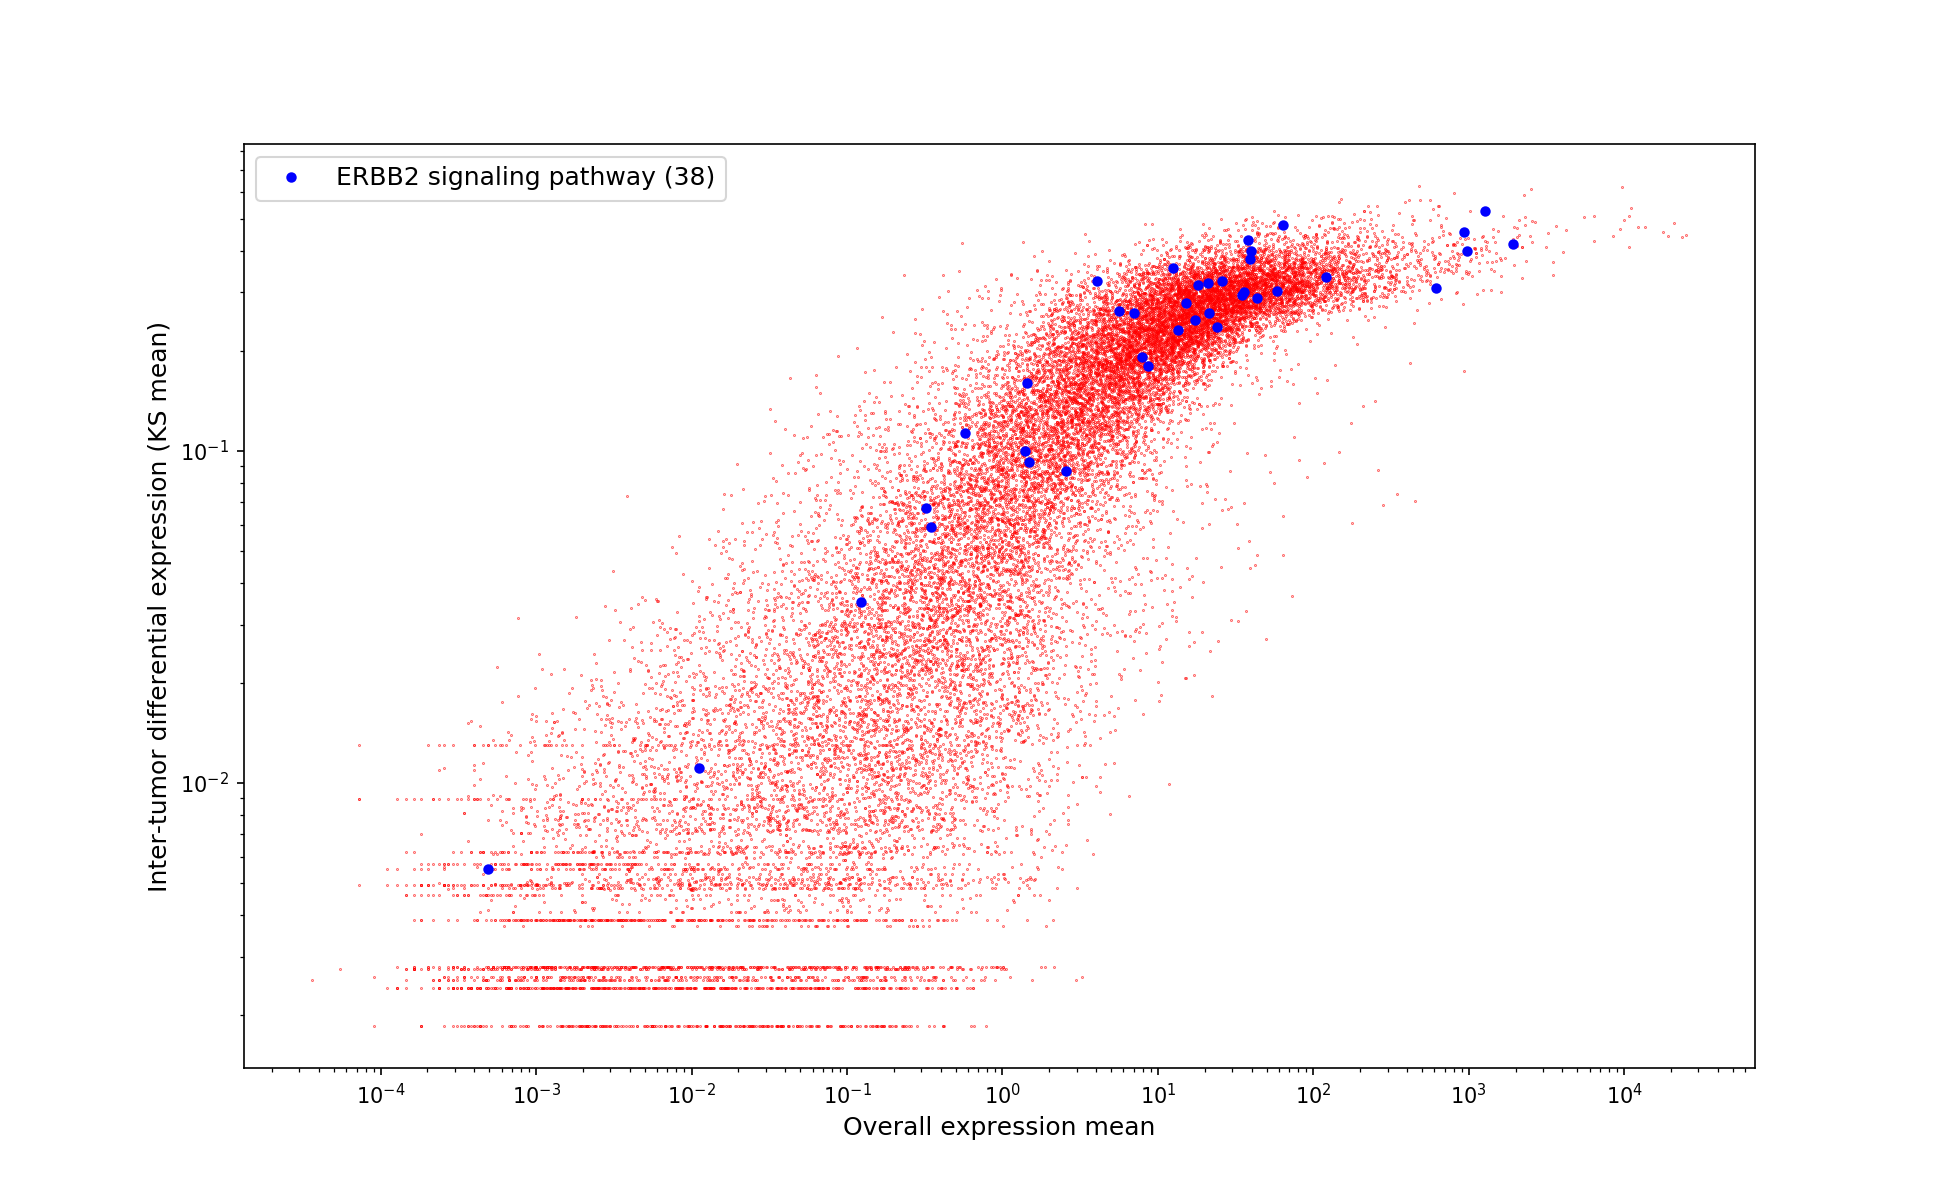 ERBB2 signaling pathway (38)
Inter-tumor differential expression (KS mean)
10⁻¹
10⁻²
10⁻⁴ 10⁻³ 10⁻² 10⁻¹ 10⁰ 10¹ 10² 10³ 10⁴
Overall expression mean